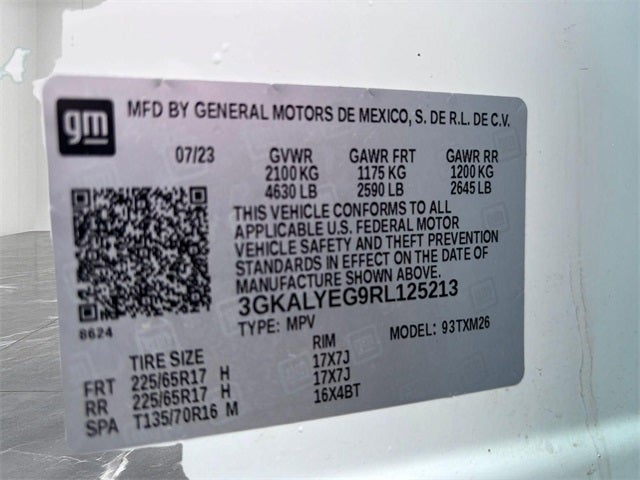 gm
MFD BY GENERAL MOTORS DE MEXICO, S. DE R.L. DE C.V.
07/23 GVWR GAWR FRT GAWR RR
2100 KG 1175 KG 1200 KG
4630 LB 2590 LB 2645 LB
THIS VEHICLE CONFORMS TO ALL
APPLICABLE U.S. FEDERAL MOTOR
VEHICLE SAFETY AND THEFT PREVENTION
STANDARDS IN EFFECT ON THE DATE OF
MANUFACTURE SHOWN ABOVE.
3GKALYEG9RL125213
8624
TYPE: MPV MODEL: 93TXM26
TIRE SIZE RIM
FRT 225/65R17 H 17X7J
RR 225/65R17 H 17X7J
SPA T135/70R16 M 16X4BT